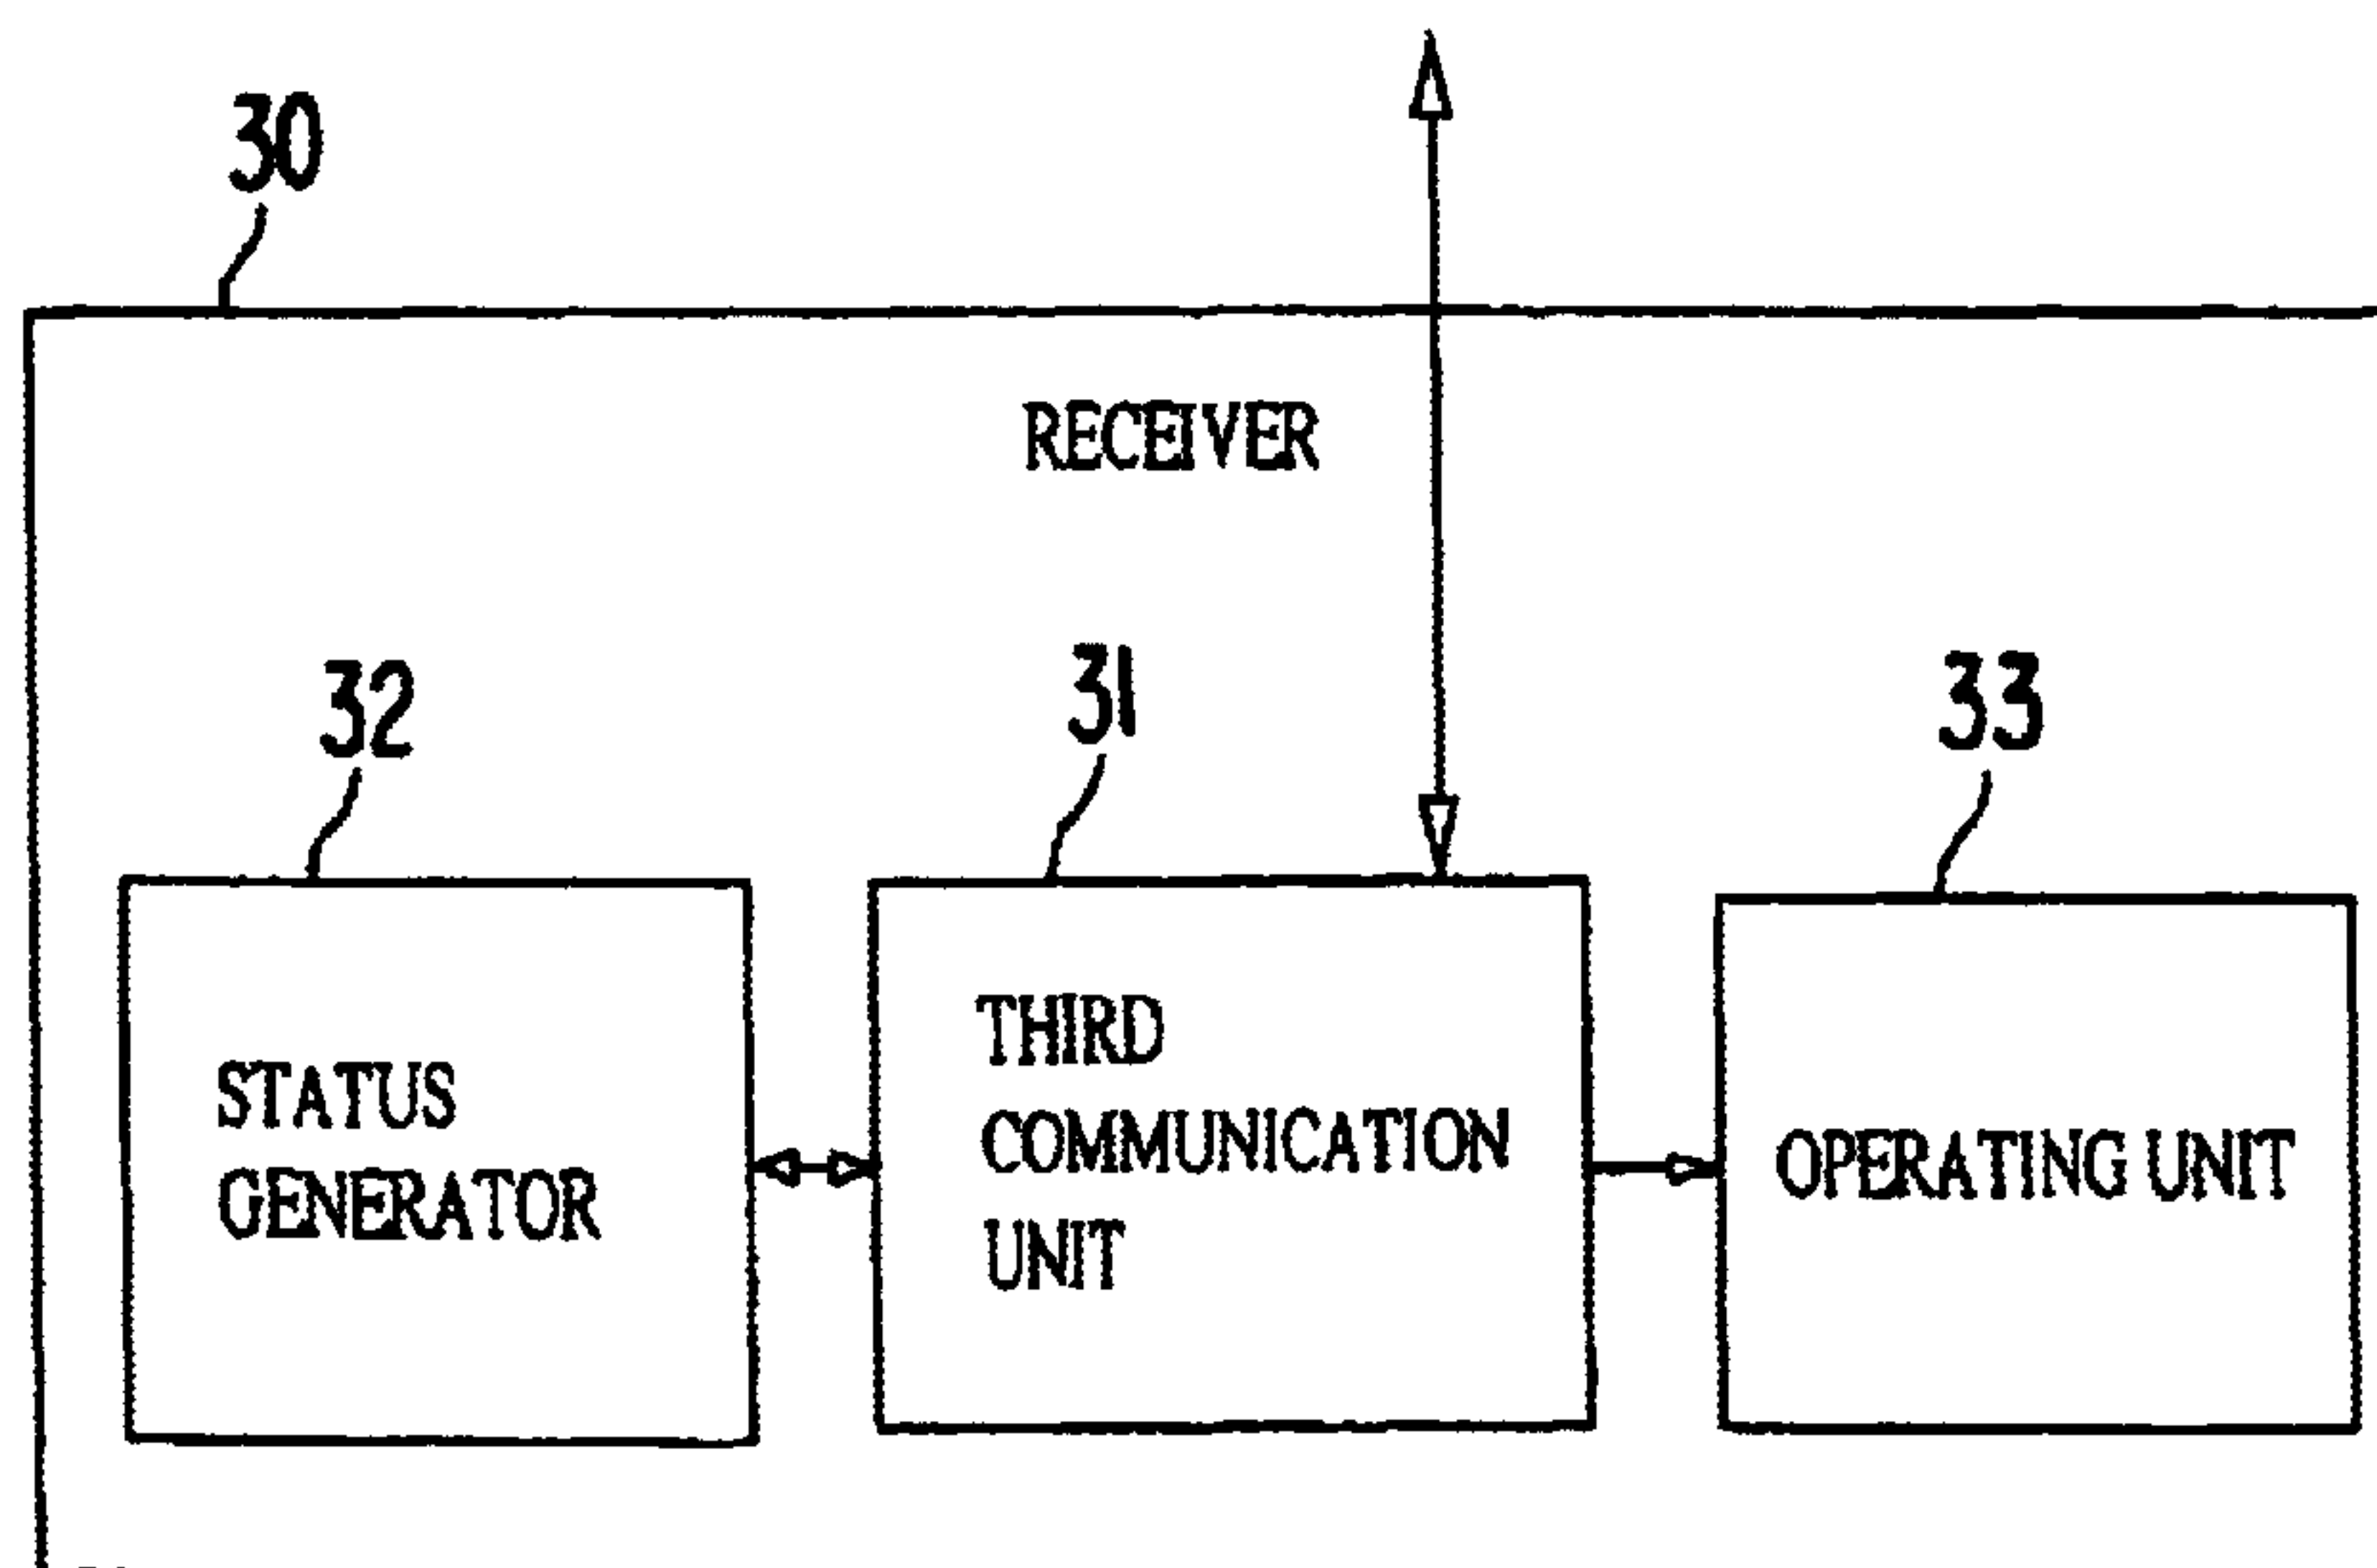 30
RECEIVER
32
31
33
STATUS
GENERATOR
THIRD
COMMUNICATION
UNIT
OPERATING UNIT